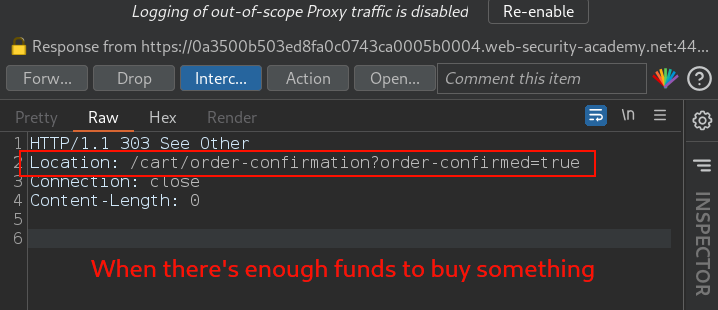 Logging of out-of-scope Proxy traffic is disabled Re-enable
Response from https://0a3500b503ed8fa0c0743ca0005b0004.web-security-academy.net:44...
Forw... Drop Interc... Action Open... Comment this item ?
Pretty Raw Hex Render \n
1 HTTP/1.1 303 See Other
2 Location: /cart/order-confirmation?order-confirmed=true
3 Connection: close
4 Content-Length: 0
5
6
When there's enough funds to buy something
INSPECTOR